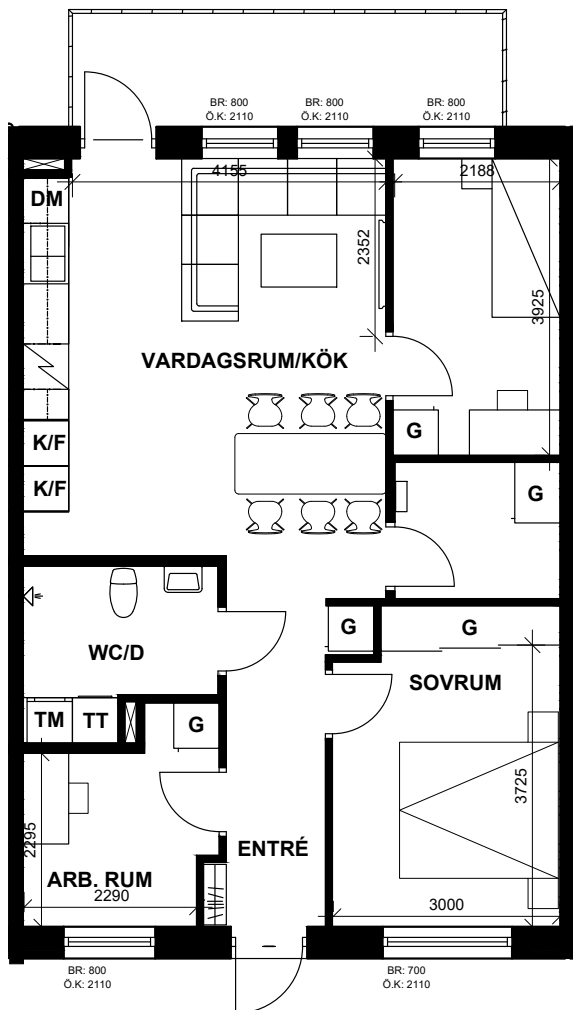 BR: 800
Ö.K: 2110
BR: 800
Ö.K: 2110
BR: 800
Ö.K: 2110
4155
2188
DM
2352
3925
VARDAGSRUM/KÖK
G
K/F
K/F
G
WC/D
G
G
SOVRUM
TM
TT
G
3725
2295
ENTRÉ
ARB. RUM
2290
3000
BR: 800
Ö.K: 2110
BR: 700
Ö.K: 2110